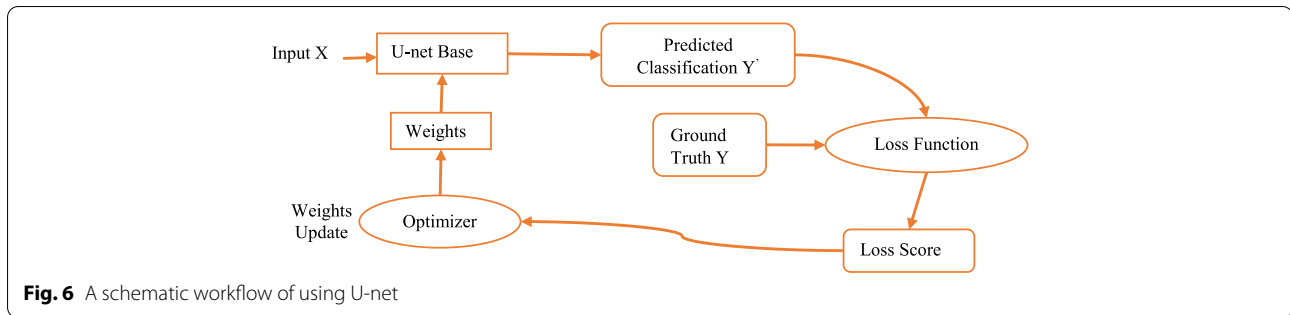 Input X
U-net Base
Predicted
Classification Y'
Weights
Ground
Truth Y
Loss Function
Weights
Update
Optimizer
Loss Score
Fig. 6 A schematic workflow of using U-net